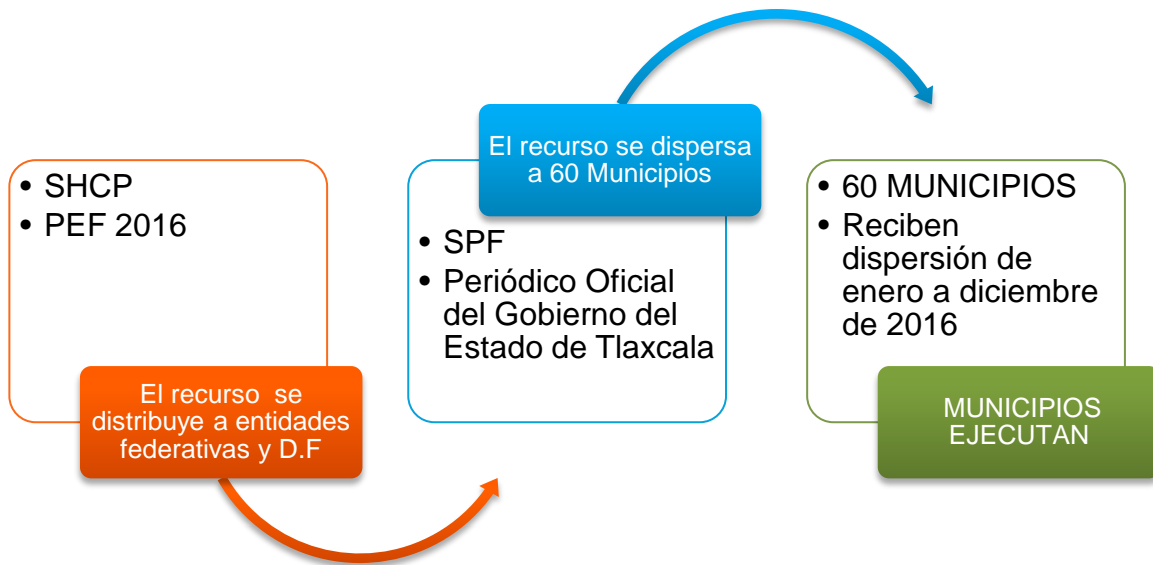 • SHCP
• PEF 2016
El recurso se
distribuye a entidades
federativas y D.F
El recurso se dispersa
a 60 Municipios
• SPF
• Periódico Oficial
del Gobierno del
Estado de Tlaxcala
• 60 MUNICIPIOS
• Reciben
dispersión de
enero a diciembre
de 2016
MUNICIPIOS
EJECUTAN